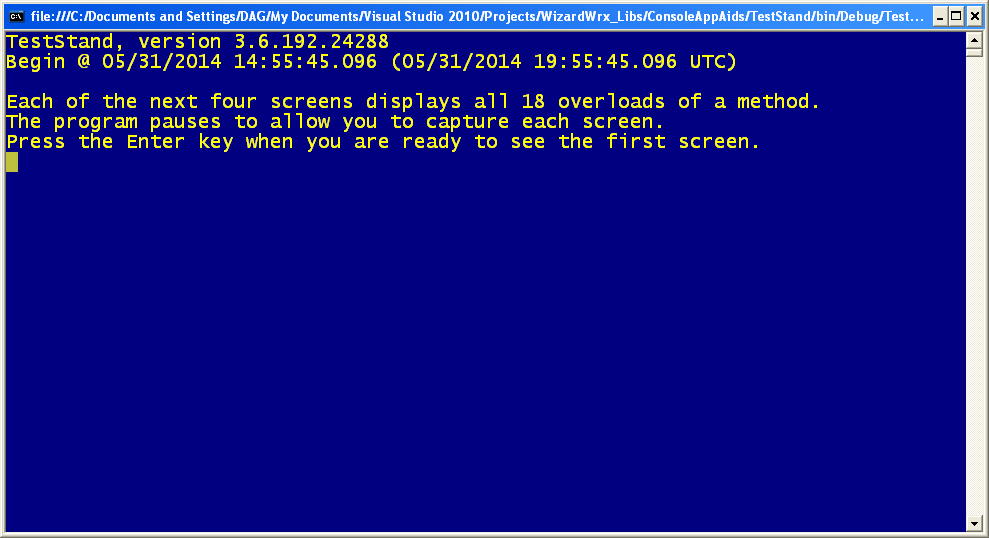 file:///C:/Documents and Settings/DAG/My Documents/Visual Studio 2010/Projects/WizardWrx_Libs/ConsoleAppAids/TestStand/bin/Debug/Test...
TestStand, version 3.6.192.24288
Begin @ 05/31/2014 14:55:45.096 (05/31/2014 19:55:45.096 UTC)
Each of the next four screens displays all 18 overloads of a method.
The program pauses to allow you to capture each screen.
Press the Enter key when you are ready to see the first screen.